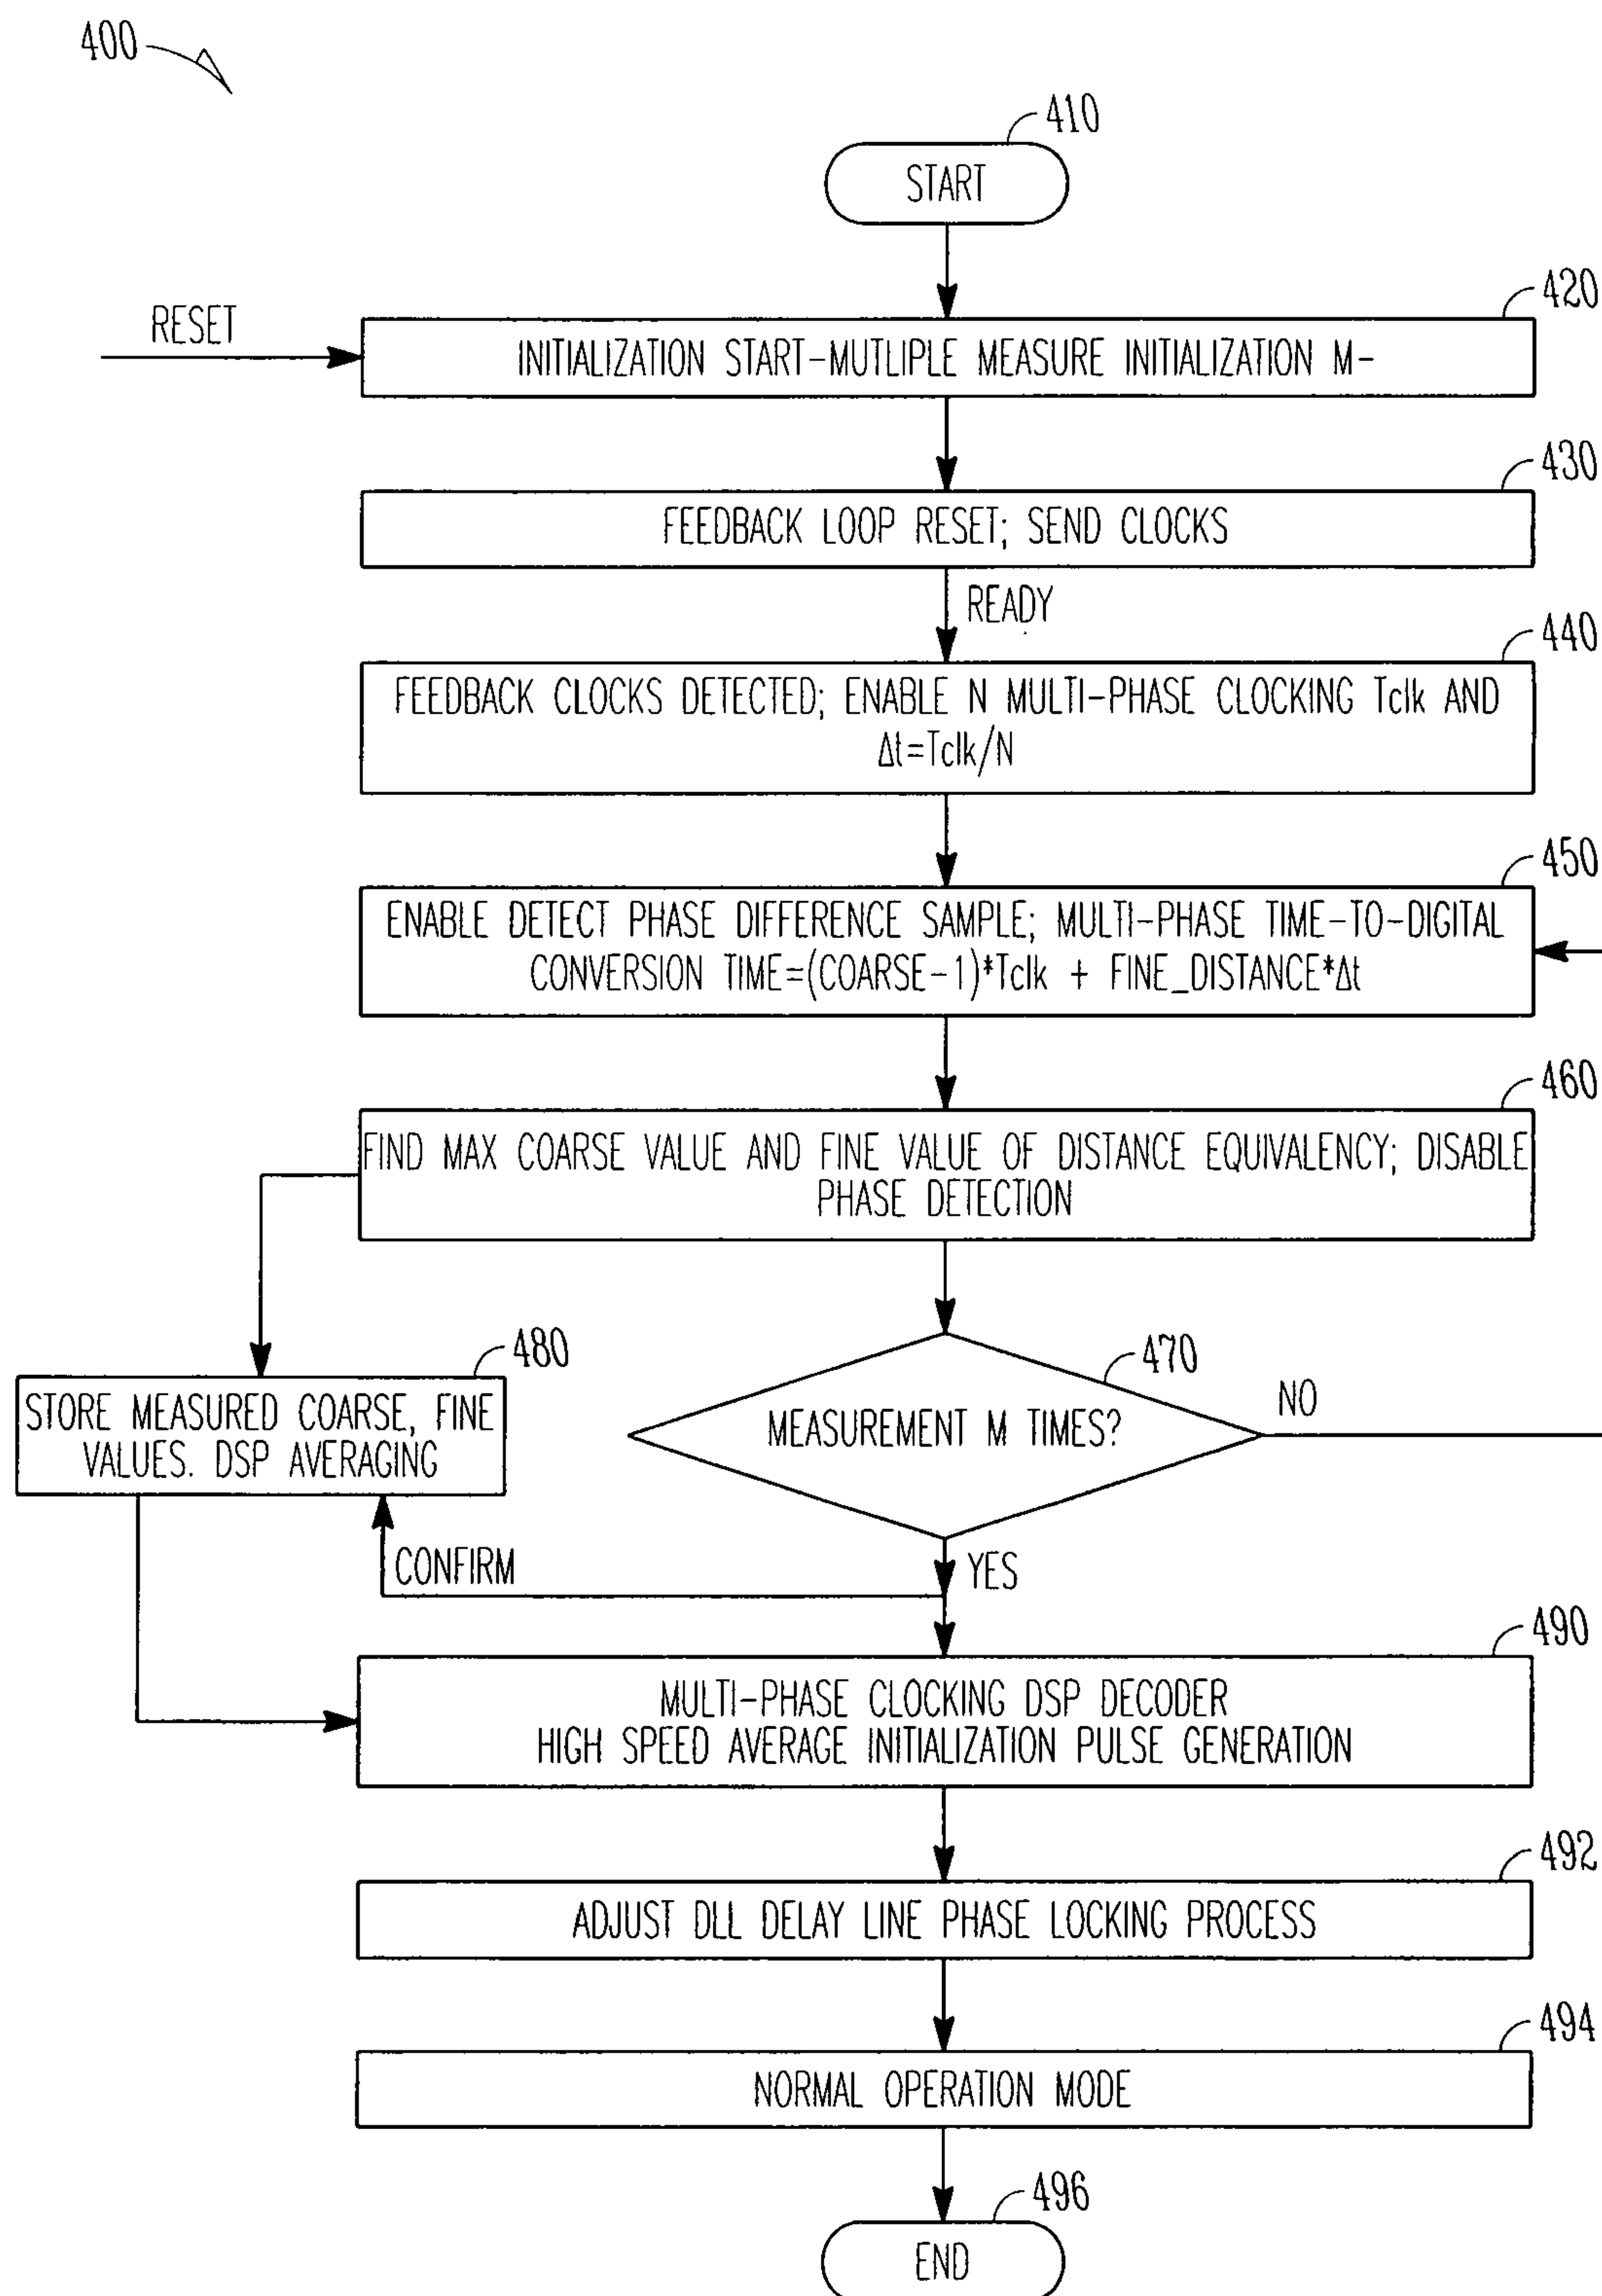 400
410
START
420
RESET
INITIALIZATION START-MUTLIPLE MEASURE INITIALIZATION M-
430
FEEDBACK LOOP RESET; SEND CLOCKS
READY
440
FEEDBACK CLOCKS DETECTED; ENABLE N MULTI-PHASE CLOCKING Tclk AND
Δt=Tclk/N
450
ENABLE DETECT PHASE DIFFERENCE SAMPLE; MULTI-PHASE TIME-TO-DIGITAL
CONVERSION TIME=(COARSE-1)*Tclk + FINE_DISTANCE*Δt
460
FIND MAX COARSE VALUE AND FINE VALUE OF DISTANCE EQUIVALENCY; DISABLE
PHASE DETECTION
480
STORE MEASURED COARSE, FINE
VALUES. DSP AVERAGING
470
MEASUREMENT M TIMES?
NO
CONFIRM
YES
490
MULTI-PHASE CLOCKING DSP DECODER
HIGH SPEED AVERAGE INITIALIZATION PULSE GENERATION
492
ADJUST DLL DELAY LINE PHASE LOCKING PROCESS
494
NORMAL OPERATION MODE
496
END